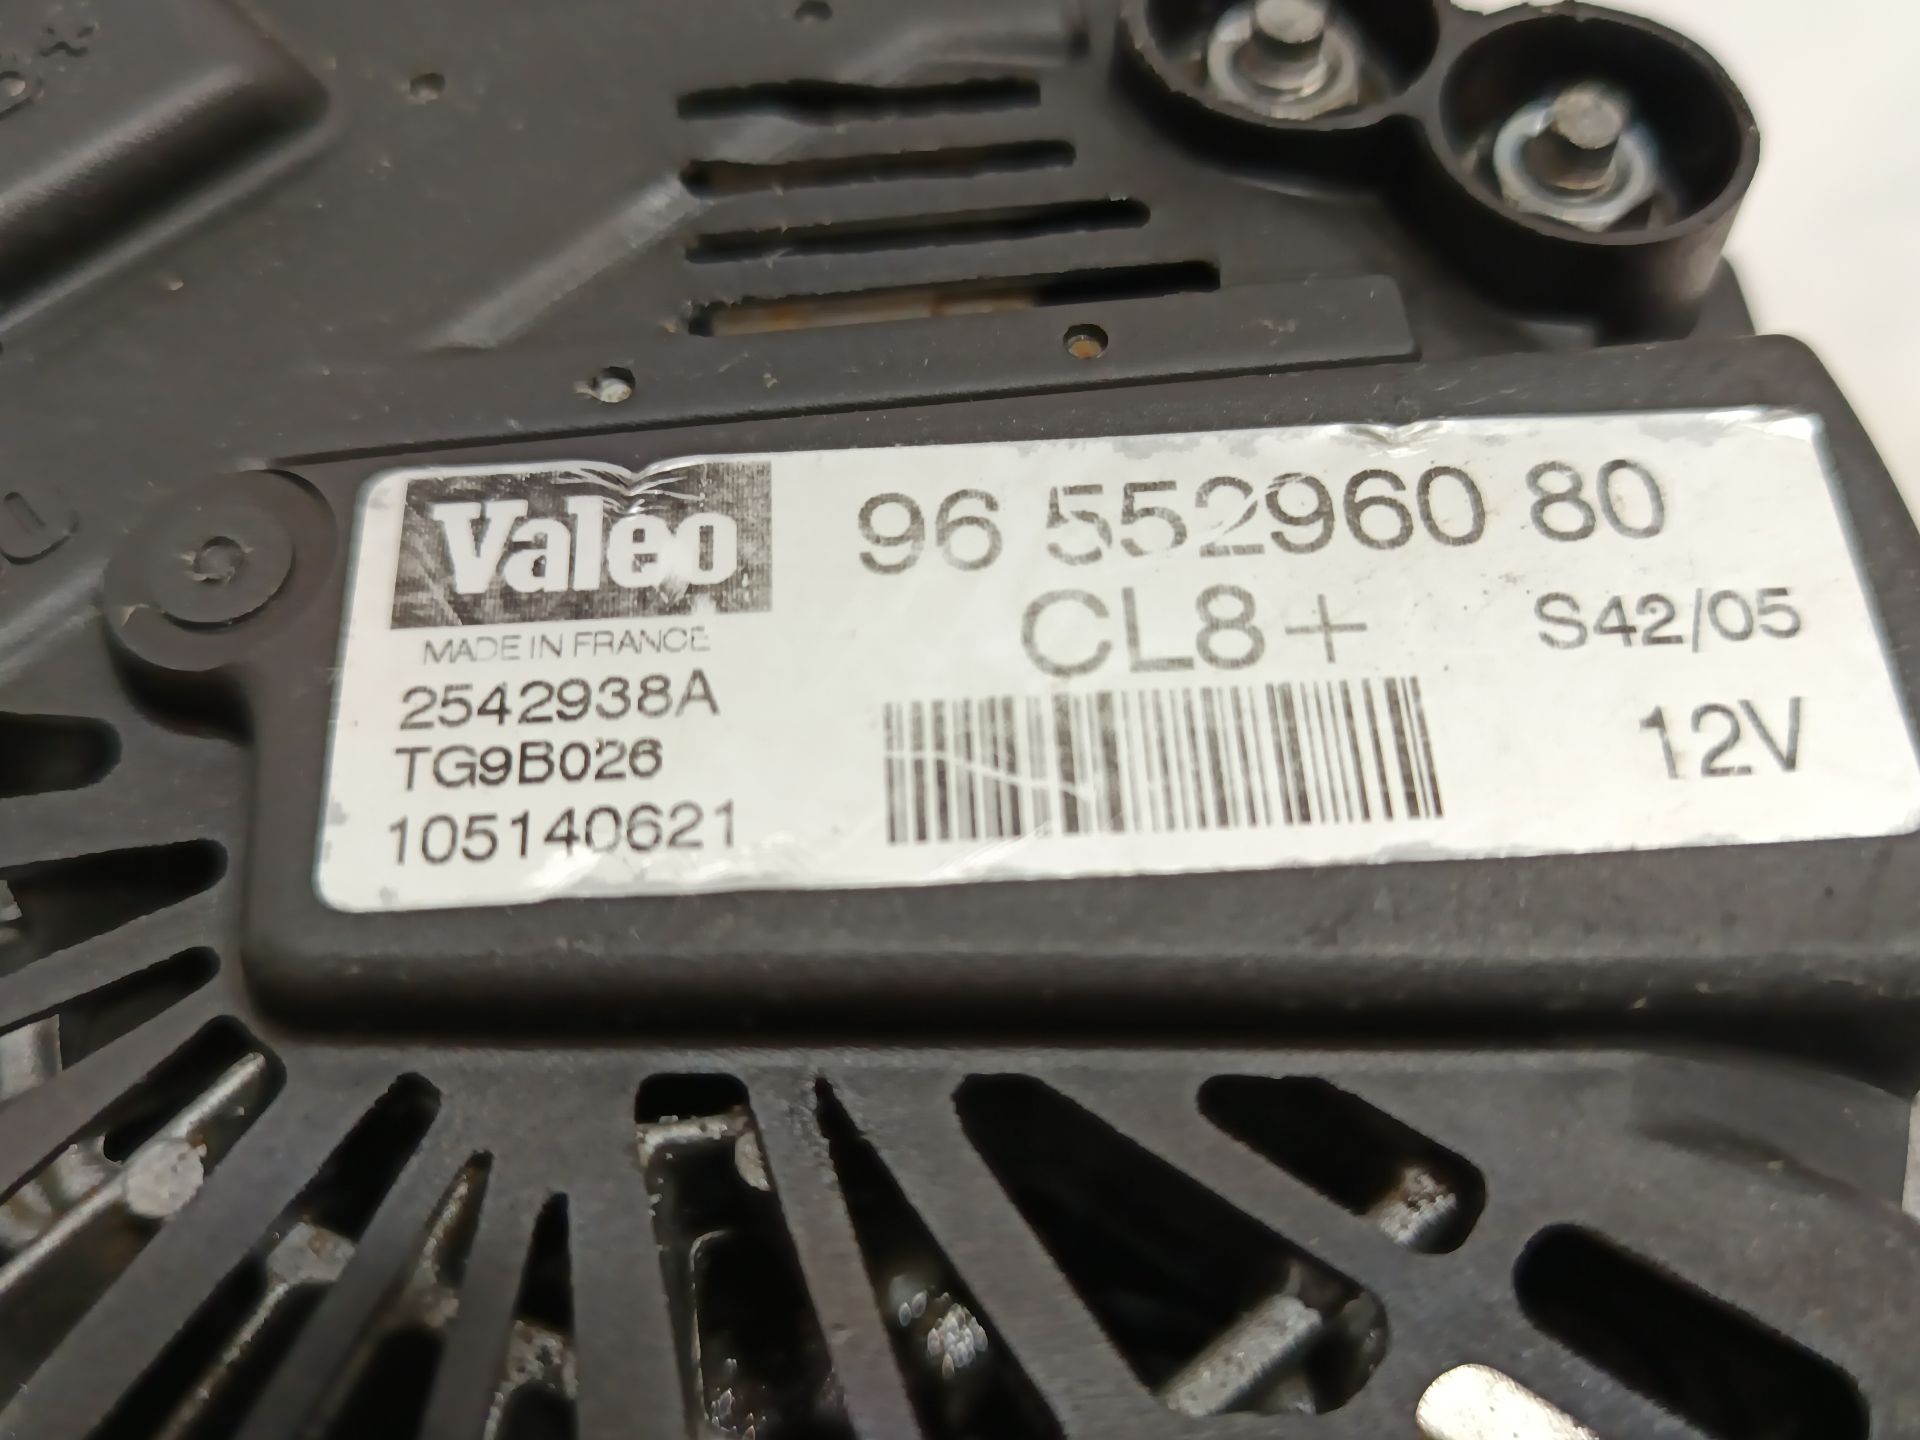 B+
Valeo
MADE IN FRANCE
2542938A
TG9B026
105140621
96 552960 80
CL8+
S42/05
12V